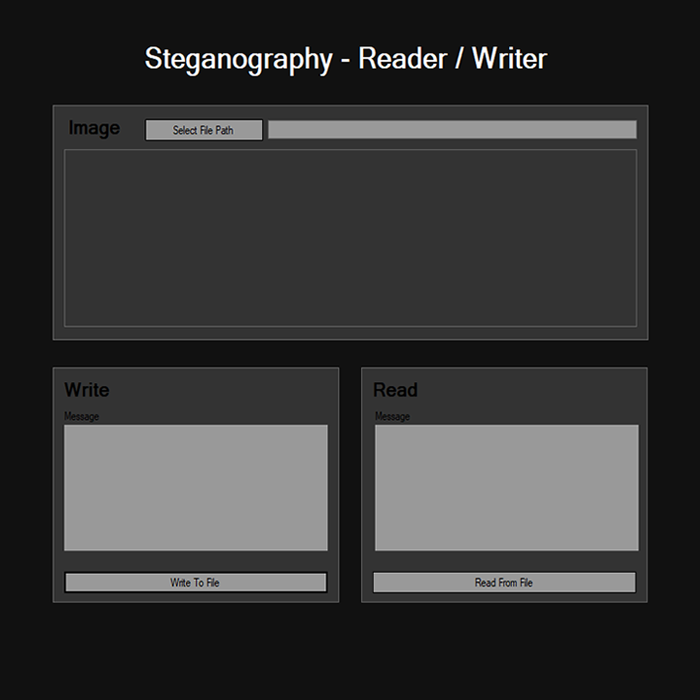 Steganography - Reader / Writer
Image
Select File Path
Write
Message
Write To File
Read
Message
Read From File